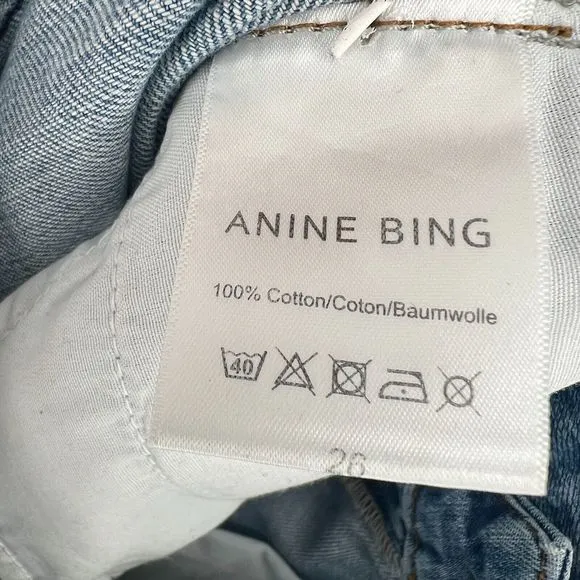 ANINE BING
100% Cotton/Coton/Baumwolle
40
26